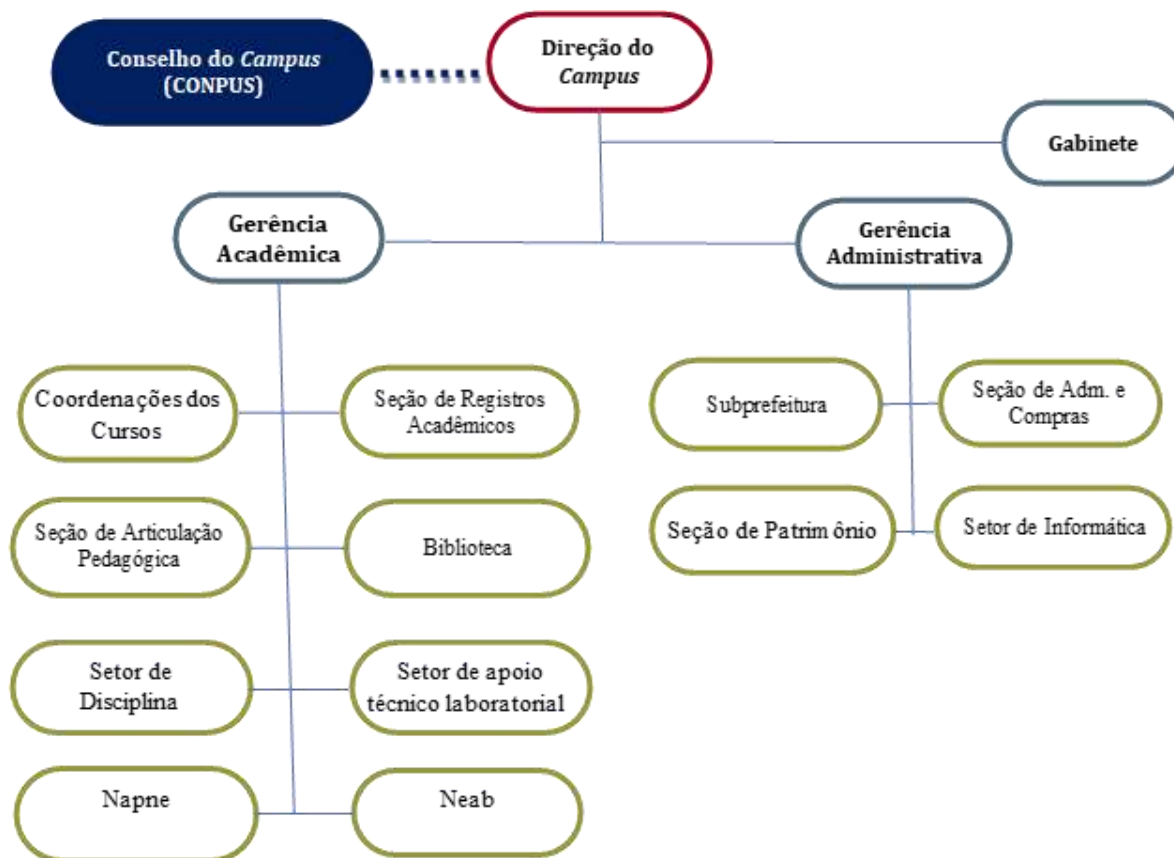 Conselho do Campus
(CONPUS)
Direção do
Campus
Gabinete
Gerência
Acadêmica
Gerência
Administrativa
Coordenações dos
Cursos
Seção de Registros
Acadêmicos
Subprefeitura
Seção de Adm. e
Compras
Seção de Articulação
Pedagógica
Biblioteca
Seção de Patrimônio
Setor de Informática
Setor de
Disciplina
Setor de apoio
técnico laboratorial
Napne
Neab